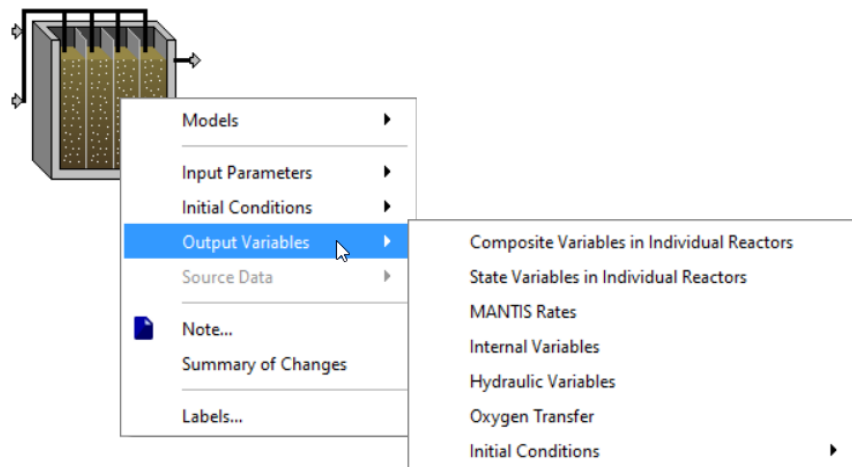 Models
Input Parameters
Initial Conditions
Output Variables
Source Data
Note...
Summary of Changes
Labels...
Composite Variables in Individual Reactors
State Variables in Individual Reactors
MANTIS Rates
Internal Variables
Hydraulic Variables
Oxygen Transfer
Initial Conditions